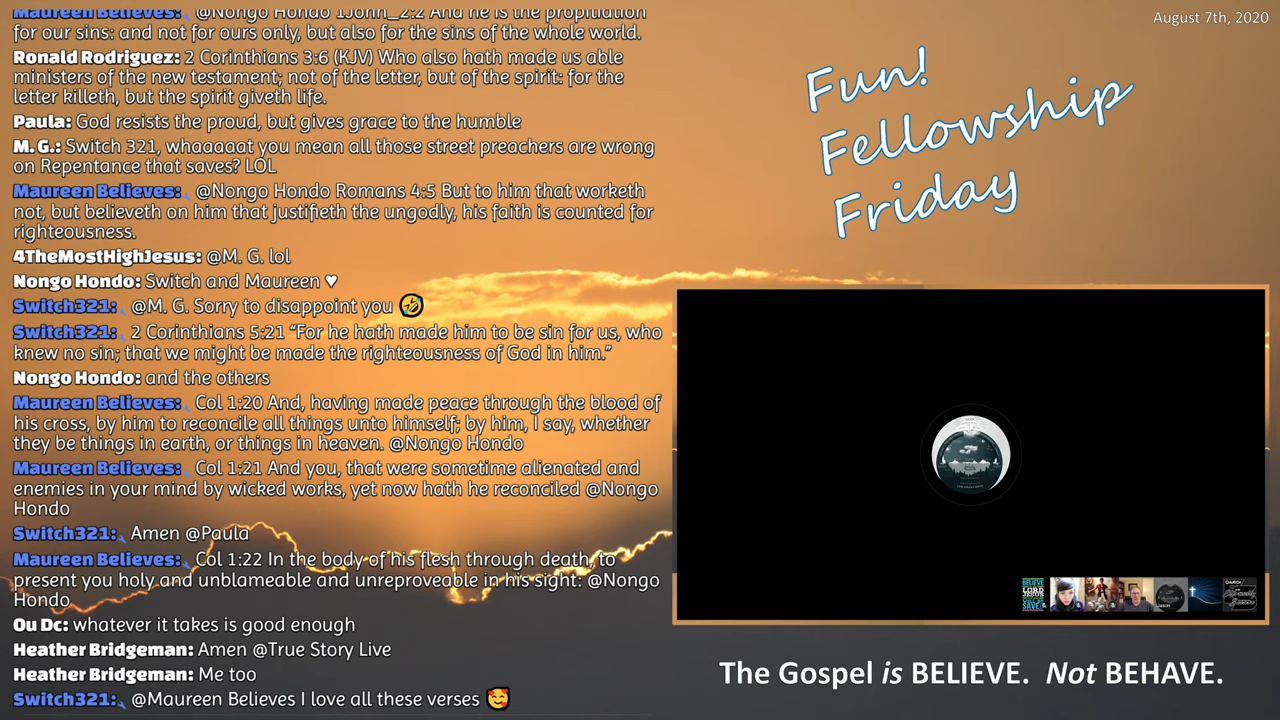 Maureen Believes: @Nongo Hondo 1John_2:2 And he is the propitiation
for our sins: and not for ours only, but also for the sins of the whole world.
Ronald Rodriguez: 2 Corinthians 3:6 (KJV) Who also hath made us able
ministers of the new testament; not of the letter, but of the spirit: for the
letter killeth, but the spirit giveth life.
Paula: God resists the proud, but gives grace to the humble
M. G.: Switch 321, whaaaaat you mean all those street preachers are wrong
on Repentance that saves? LOL
Maureen Believes: @Nongo Hondo Romans 4:5 But to him that worketh
not, but believeth on him that justifieth the ungodly, his faith is counted for
righteousness.
4TheMostHighJesus: @M. G. lol
Nongo Hondo: Switch and Maureen ♥
Switch321: @M. G. Sorry to disappoint you 🤣
Switch321: 2 Corinthians 5:21 “For he hath made him to be sin for us, who
knew no sin; that we might be made the righteousness of God in him.”
Nongo Hondo: and the others
Maureen Believes: Col 1:20 And, having made peace through the blood of
his cross, by him to reconcile all things unto himself; by him, I say, whether
they be things in earth, or things in heaven. @Nongo Hondo
Maureen Believes: Col 1:21 And you, that were sometime alienated and
enemies in your mind by wicked works, yet now hath he reconciled @Nongo
Hondo
Switch321: Amen @Paula
Maureen Believes: Col 1:22 In the body of his flesh through death, to
present you holy and unblameable and unreproveable in his sight: @Nongo
Hondo
Ou Dc: whatever it takes is good enough
Heather Bridgeman: Amen @True Story Live
Heather Bridgeman: Me too
Switch321: @Maureen Believes I love all these verses 🥰
August 7th, 2020
Fun!
Fellowship
Friday
BELIEVE
LORD
JESUS
SAVE
Jason
CHURCH
The Gospel is BELIEVE. Not BEHAVE.